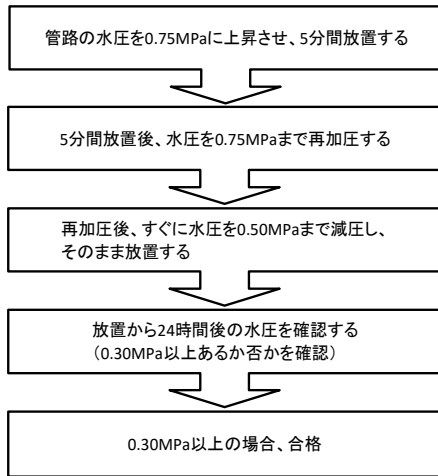 管路の水圧を0.75MPaに上昇させ、5分間放置する
5分間放置後、水圧を0.75MPaまで再加圧する
再加圧後、すぐに水圧を0.50MPaまで減圧し、
そのまま放置する
放置から24時間後の水圧を確認する
（0.30MPa以上あるか否かを確認）
0.30MPa以上の場合、合格